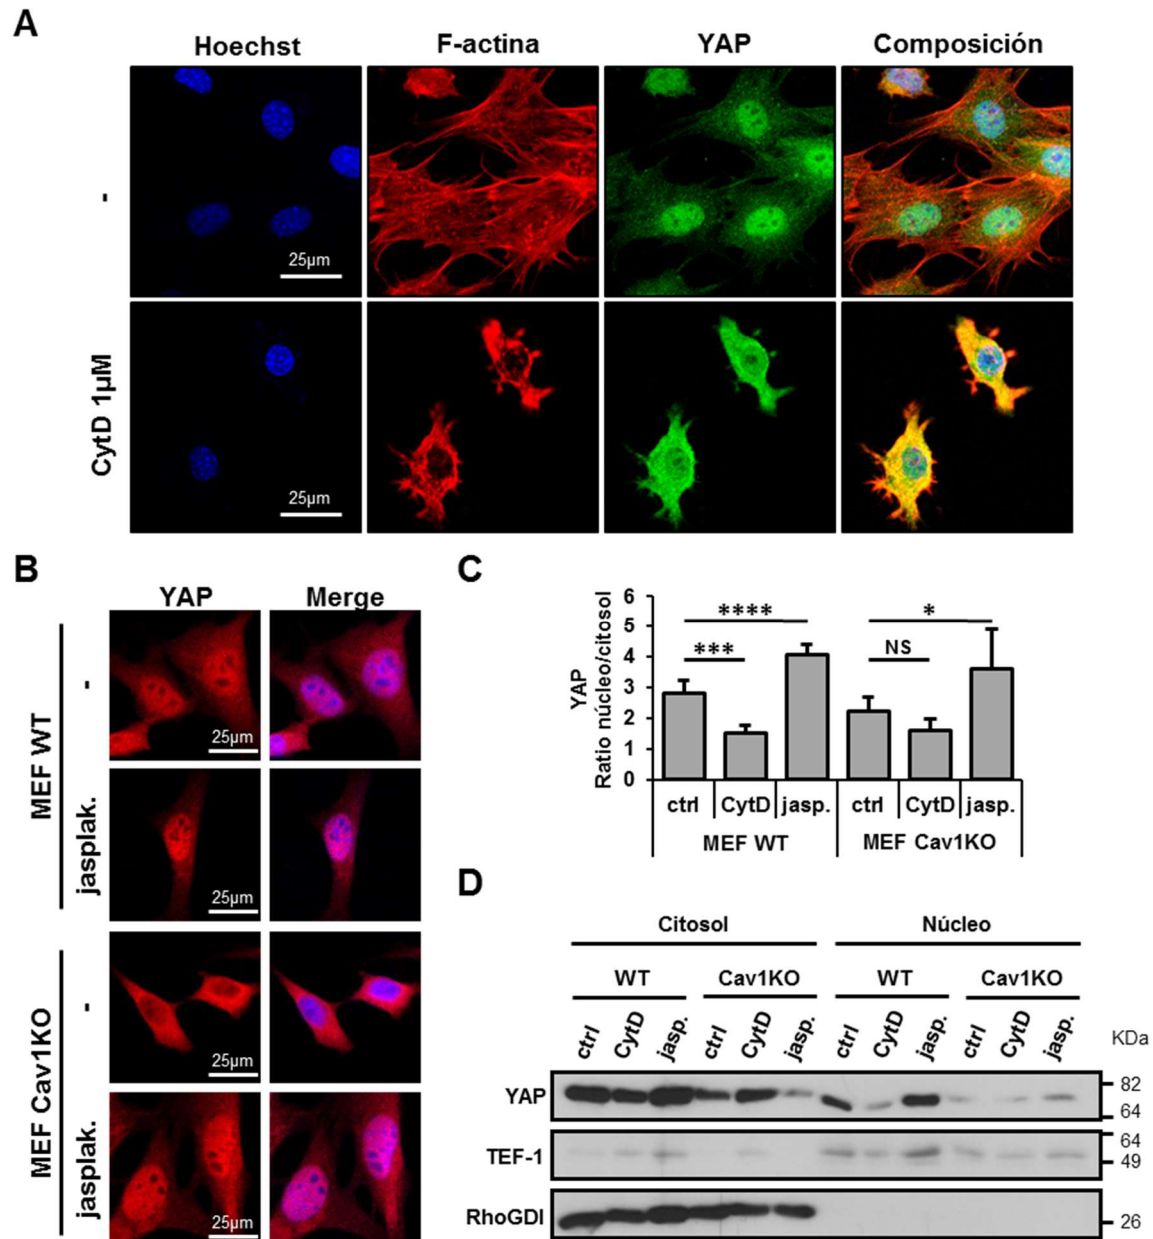 A
Hoechst F-actina YAP Composición
-
25µm
CytD 1µM
25µm
B
YAP Merge
MEF WT
-
25µm
jasplak.
25µm
MEF Cav1KO
-
25µm
jasplak.
25µm
C
YAP
Ratio núcleo/citosol
6
5
4
3
2
1
0
**** *
*** NS
ctrl CytD jasp. ctrl CytD jasp.
MEF WT MEF Cav1KO
D
Citosol Núcleo
WT Cav1KO WT Cav1KO
ctrl CytD jasp. ctrl CytD jasp. ctrl CytD jasp. ctrl CytD jasp.
KDa
YAP 82
64
TEF-1 64
49
RhoGDI 26